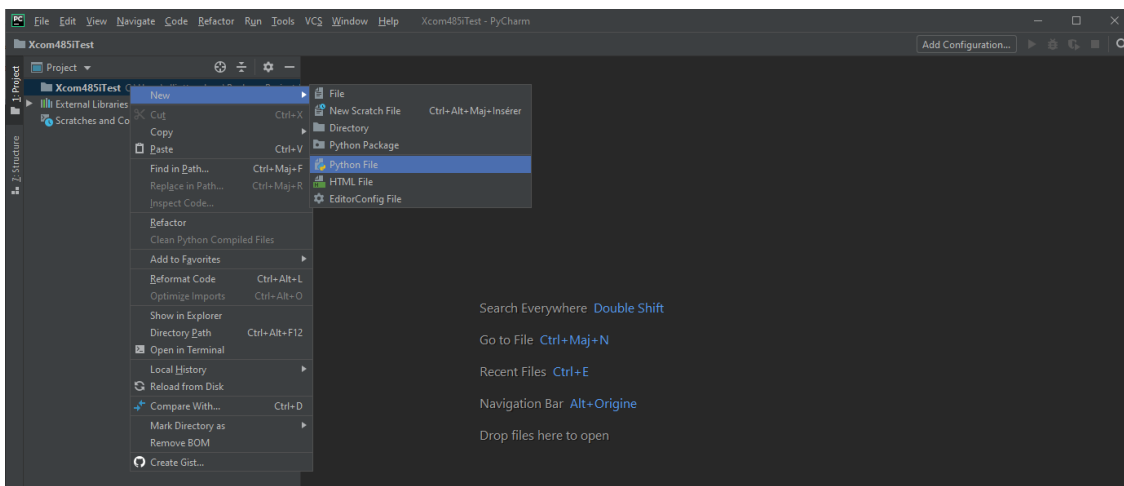 PC File Edit View Navigate Code Refactor Run Tools VCS Window Help Xcom485iTest - PyCharm
Xcom485iTest Add Configuration...
1: Project
Project
Xcom485iTest
External Libraries
Scratches and Co
2: Structure
New
Cut Ctrl+X
Copy
Paste Ctrl+V
Find in Path... Ctrl+Maj+F
Replace in Path... Ctrl+Maj+R
Inspect Code...
Refactor
Clean Python Compiled Files
Add to Favorites
Reformat Code Ctrl+Alt+L
Optimize Imports Ctrl+Alt+O
Show in Explorer
Directory Path Ctrl+Alt+F12
Open in Terminal
Local History
Reload from Disk
Compare With... Ctrl+D
Mark Directory as
Remove BOM
Create Gist...
File
New Scratch File Ctrl+Alt+Maj+Insérer
Directory
Python Package
Python File
HTML File
EditorConfig File
Search Everywhere Double Shift
Go to File Ctrl+Maj+N
Recent Files Ctrl+E
Navigation Bar Alt+Origine
Drop files here to open